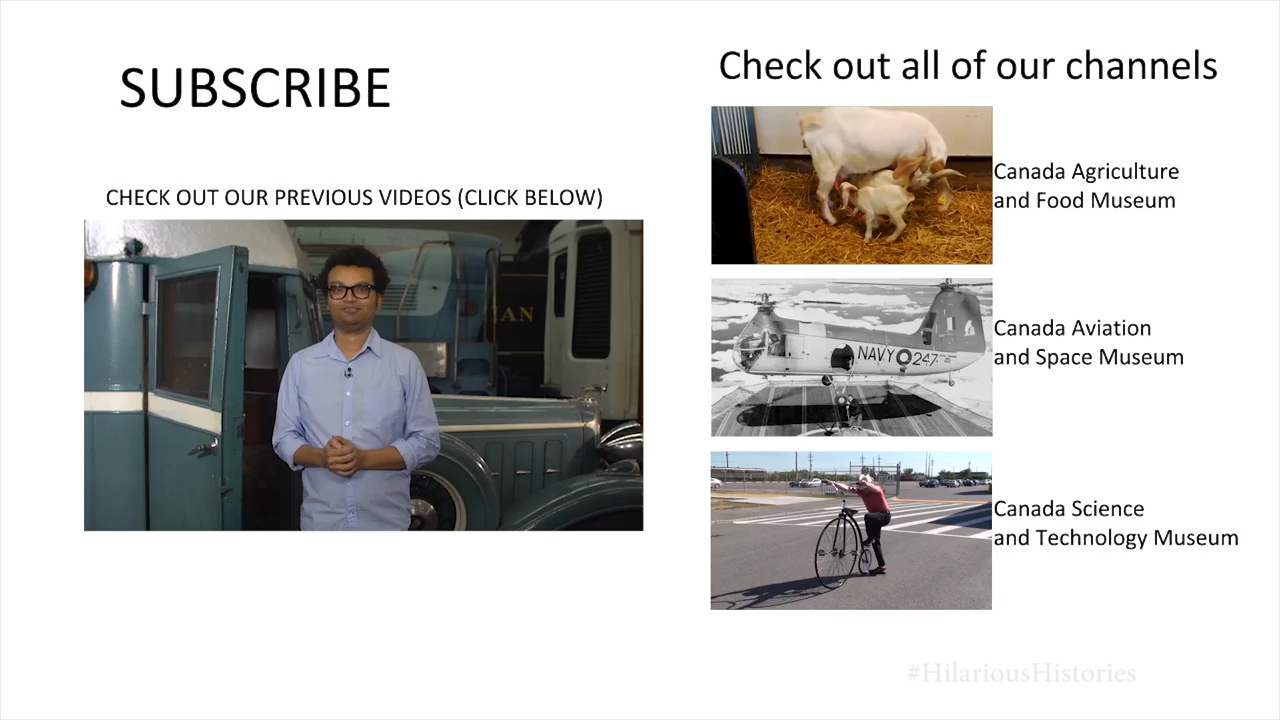 SUBSCRIBE
CHECK OUT OUR PREVIOUS VIDEOS (CLICK BELOW)
IAN
Check out all of our channels
Canada Agriculture
and Food Museum
NAVY 247
Canada Aviation
and Space Museum
Canada Science
and Technology Museum
#HilariousHistories